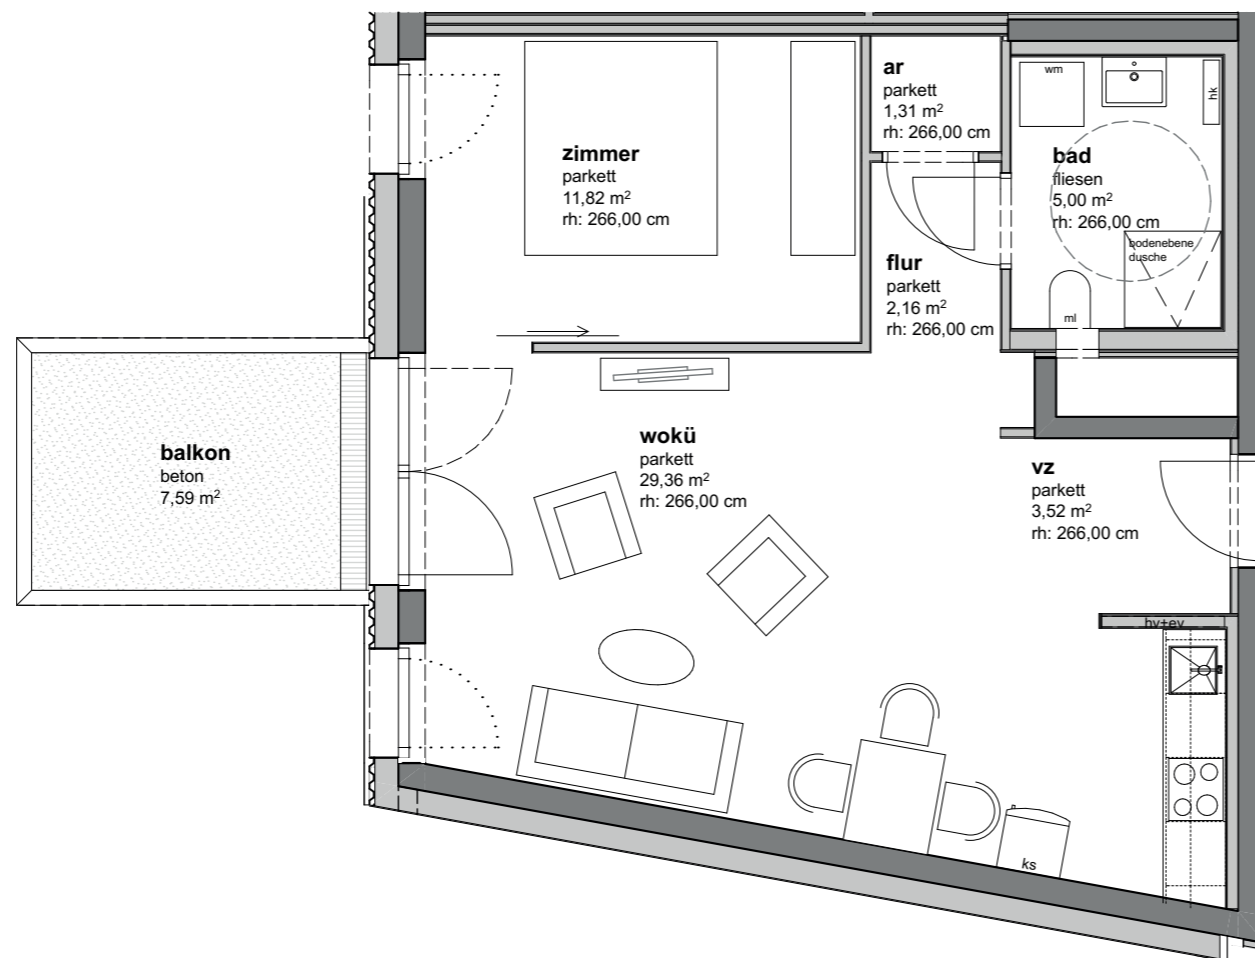 ar
parkett
1,31 m²
rh: 266,00 cm
wm
hk
zimmer
parkett
11,82 m²
rh: 266,00 cm
bad
fliesen
5,00 m²
rh: 266,00 cm
bodenebene
dusche
flur
parkett
2,16 m²
rh: 266,00 cm
ml
balkon
beton
7,59 m²
wokü
parkett
29,36 m²
rh: 266,00 cm
vz
parkett
3,52 m²
rh: 266,00 cm
hv+ev
ks